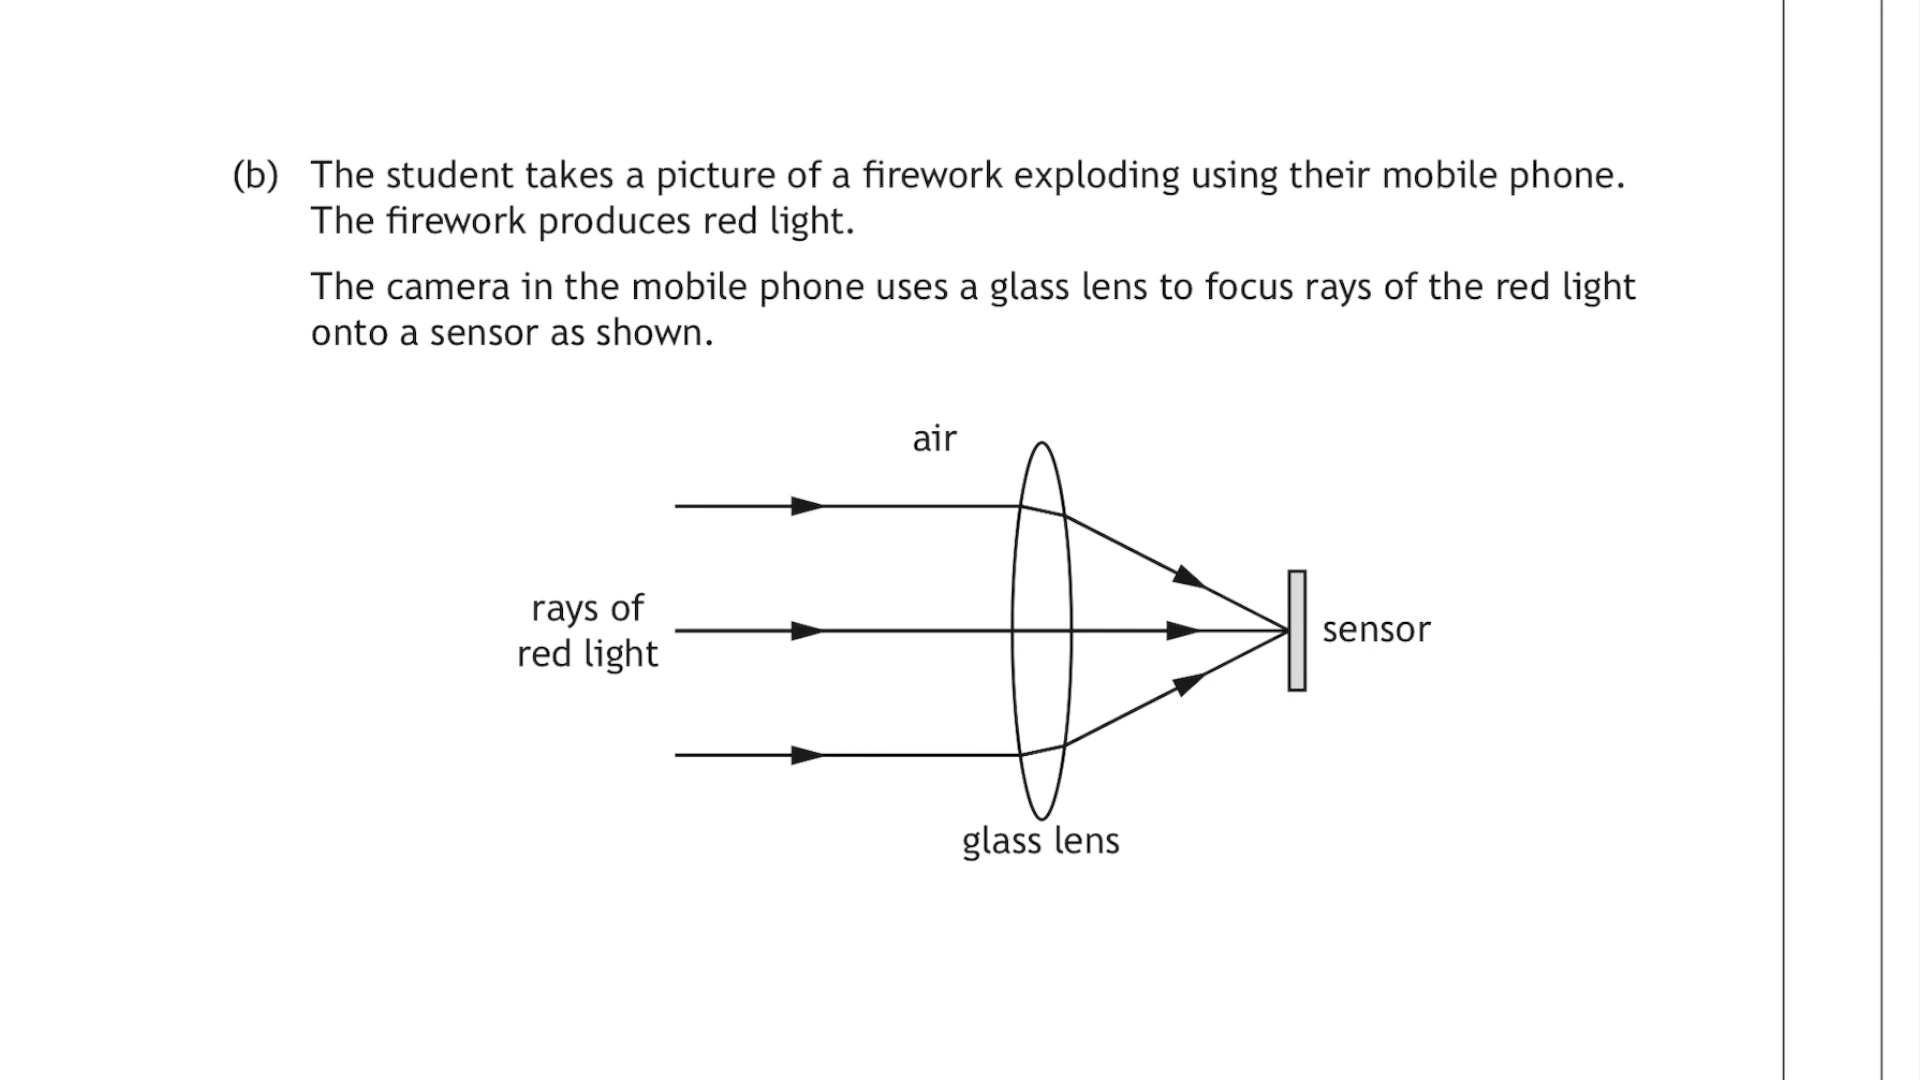 (b) The student takes a picture of a firework exploding using their mobile phone.
The firework produces red light.
The camera in the mobile phone uses a glass lens to focus rays of the red light
onto a sensor as shown.
air
rays of
red light
sensor
glass lens